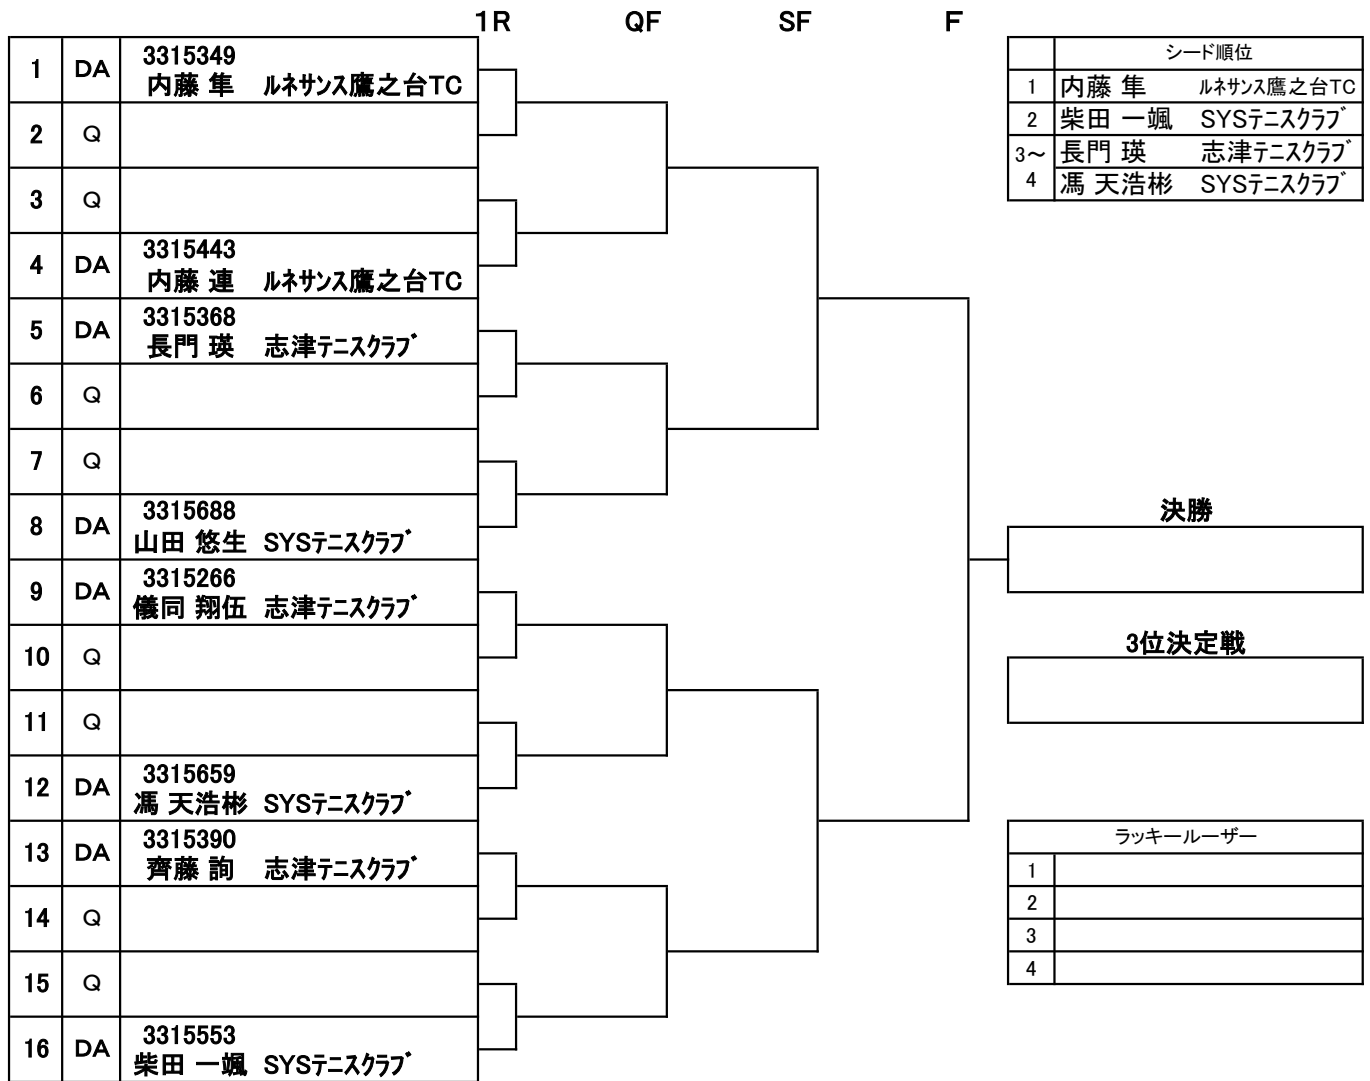 1R QF SF F
1 DA 3315349
内藤 隼 ﾙﾈｻﾝｽ鷹之台TC
2 Q
3 Q
4 DA 3315443
内藤 連 ﾙﾈｻﾝｽ鷹之台TC
5 DA 3315368
長門 瑛 志津ﾃﾆｽｸﾗﾌﾞ
6 Q
7 Q
8 DA 3315688
山田 悠生 SYSﾃﾆｽｸﾗﾌﾞ
9 DA 3315266
儀同 翔伍 志津ﾃﾆｽｸﾗﾌﾞ
10 Q
11 Q
12 DA 3315659
馮 天浩彬 SYSﾃﾆｽｸﾗﾌﾞ
13 DA 3315390
齊藤 詢 志津ﾃﾆｽｸﾗﾌﾞ
14 Q
15 Q
16 DA 3315553
柴田 一颯 SYSﾃﾆｽｸﾗﾌﾞ
シード順位
1 内藤 隼 ﾙﾈｻﾝｽ鷹之台TC
2 柴田 一颯 SYSﾃﾆｽｸﾗﾌﾞ
3～ 長門 瑛 志津ﾃﾆｽｸﾗﾌﾞ
4 馮 天浩彬 SYSﾃﾆｽｸﾗﾌﾞ
決勝
3位決定戦
ラッキールーザー
1
2
3
4